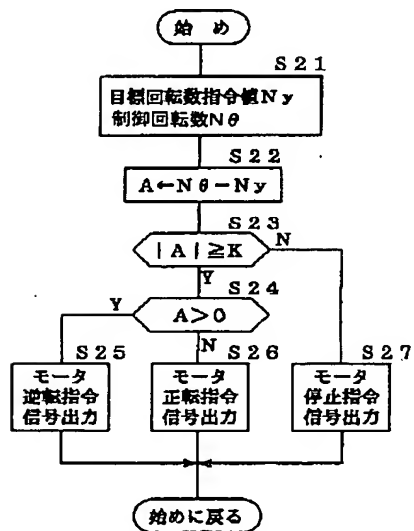 始め
S21
目標回転数指令値Ny
制御回転数Nθ
S22
A←Nθ−Ny
S23
|A|≧K
N
Y
S24
A>0
Y
N
S25
モータ
逆転指令
信号出力
S26
モータ
正転指令
信号出力
S27
モータ
停止指令
信号出力
始めに戻る